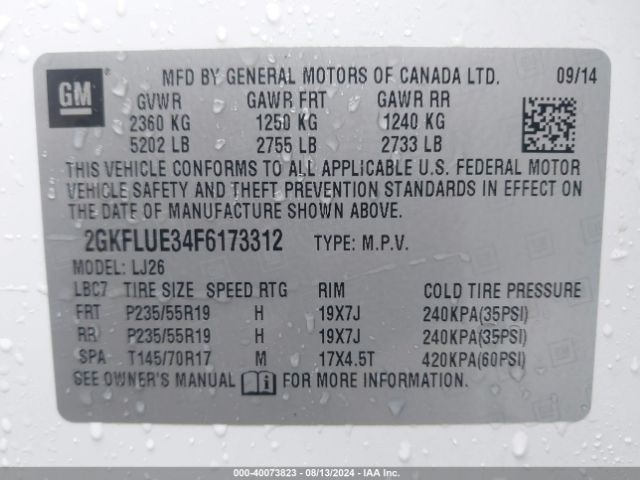 GM ® MFD BY GENERAL MOTORS OF CANADA LTD. 09/14
GVWR GAWR FRT GAWR RR
2360 KG 1250 KG 1240 KG
5202 LB 2755 LB 2733 LB
THIS VEHICLE CONFORMS TO ALL APPLICABLE U.S. FEDERAL MOTOR
VEHICLE SAFETY AND THEFT PREVENTION STANDARDS IN EFFECT ON
THE DATE OF MANUFACTURE SHOWN ABOVE.
2GKFLUE34F6173312 TYPE: M.P.V.
MODEL: LJ26
LBC7 TIRE SIZE SPEED RTG RIM COLD TIRE PRESSURE
FRT P235/55R19 H 19X7J 240KPA(35PSI)
RR P235/55R19 H 19X7J 240KPA(35PSI)
SPA T145/70R17 M 17X4.5T 420KPA(60PSI)
SEE OWNER'S MANUAL FOR MORE INFORMATION.
000-40073823 - 08/13/2024 - IAA Inc.